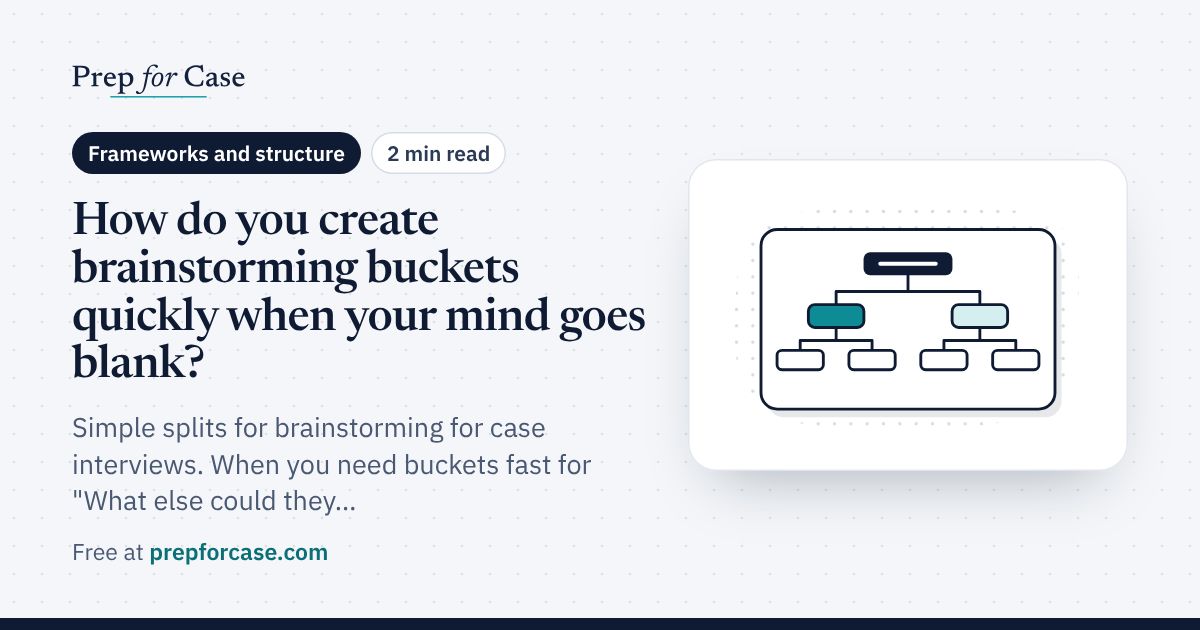 Prep for Case
Frameworks and structure
2 min read
How do you create
brainstorming buckets
quickly when your mind goes
blank?
Simple splits for brainstorming for case
interviews. When you need buckets fast for
"What else could they...
Free at prepforcase.com